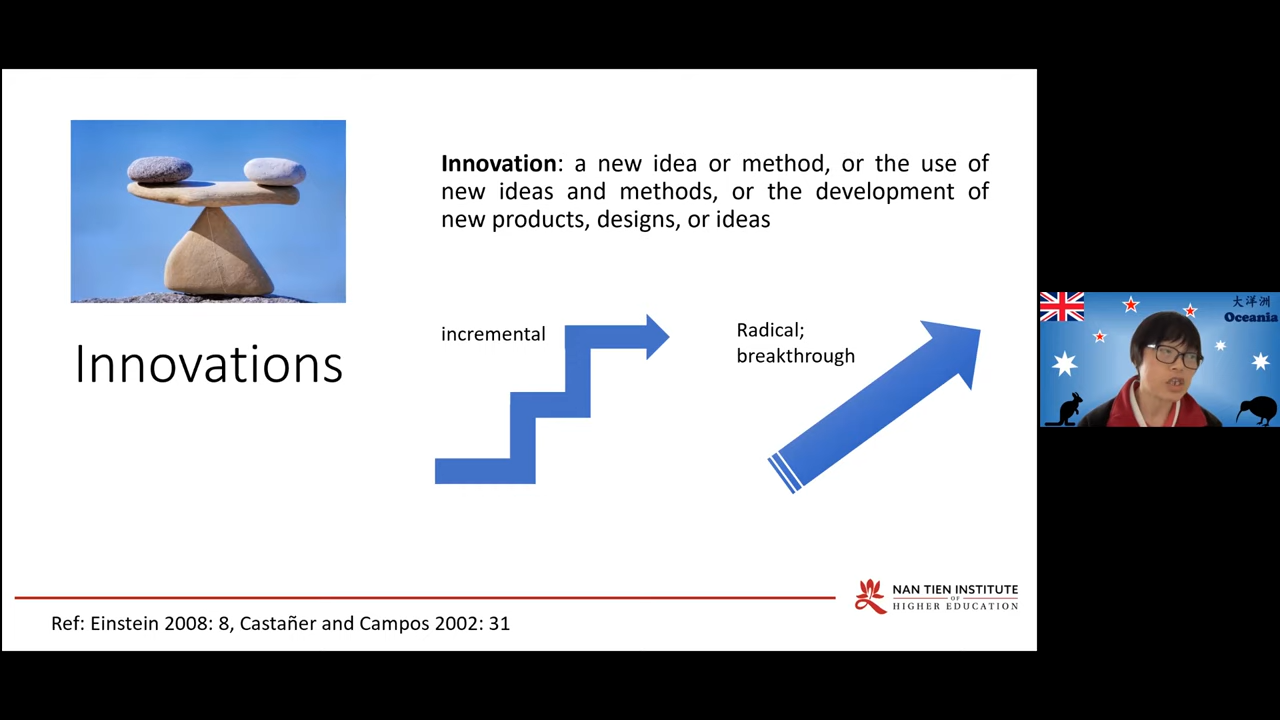 Innovation: a new idea or method, or the use of
new ideas and methods, or the development of
new products, designs, or ideas
Innovations
incremental
Radical;
breakthrough
NAN TIEN INSTITUTE
OF
HIGHER EDUCATION
Ref: Einstein 2008: 8, Castañer and Campos 2002: 31
大洋洲
Oceania